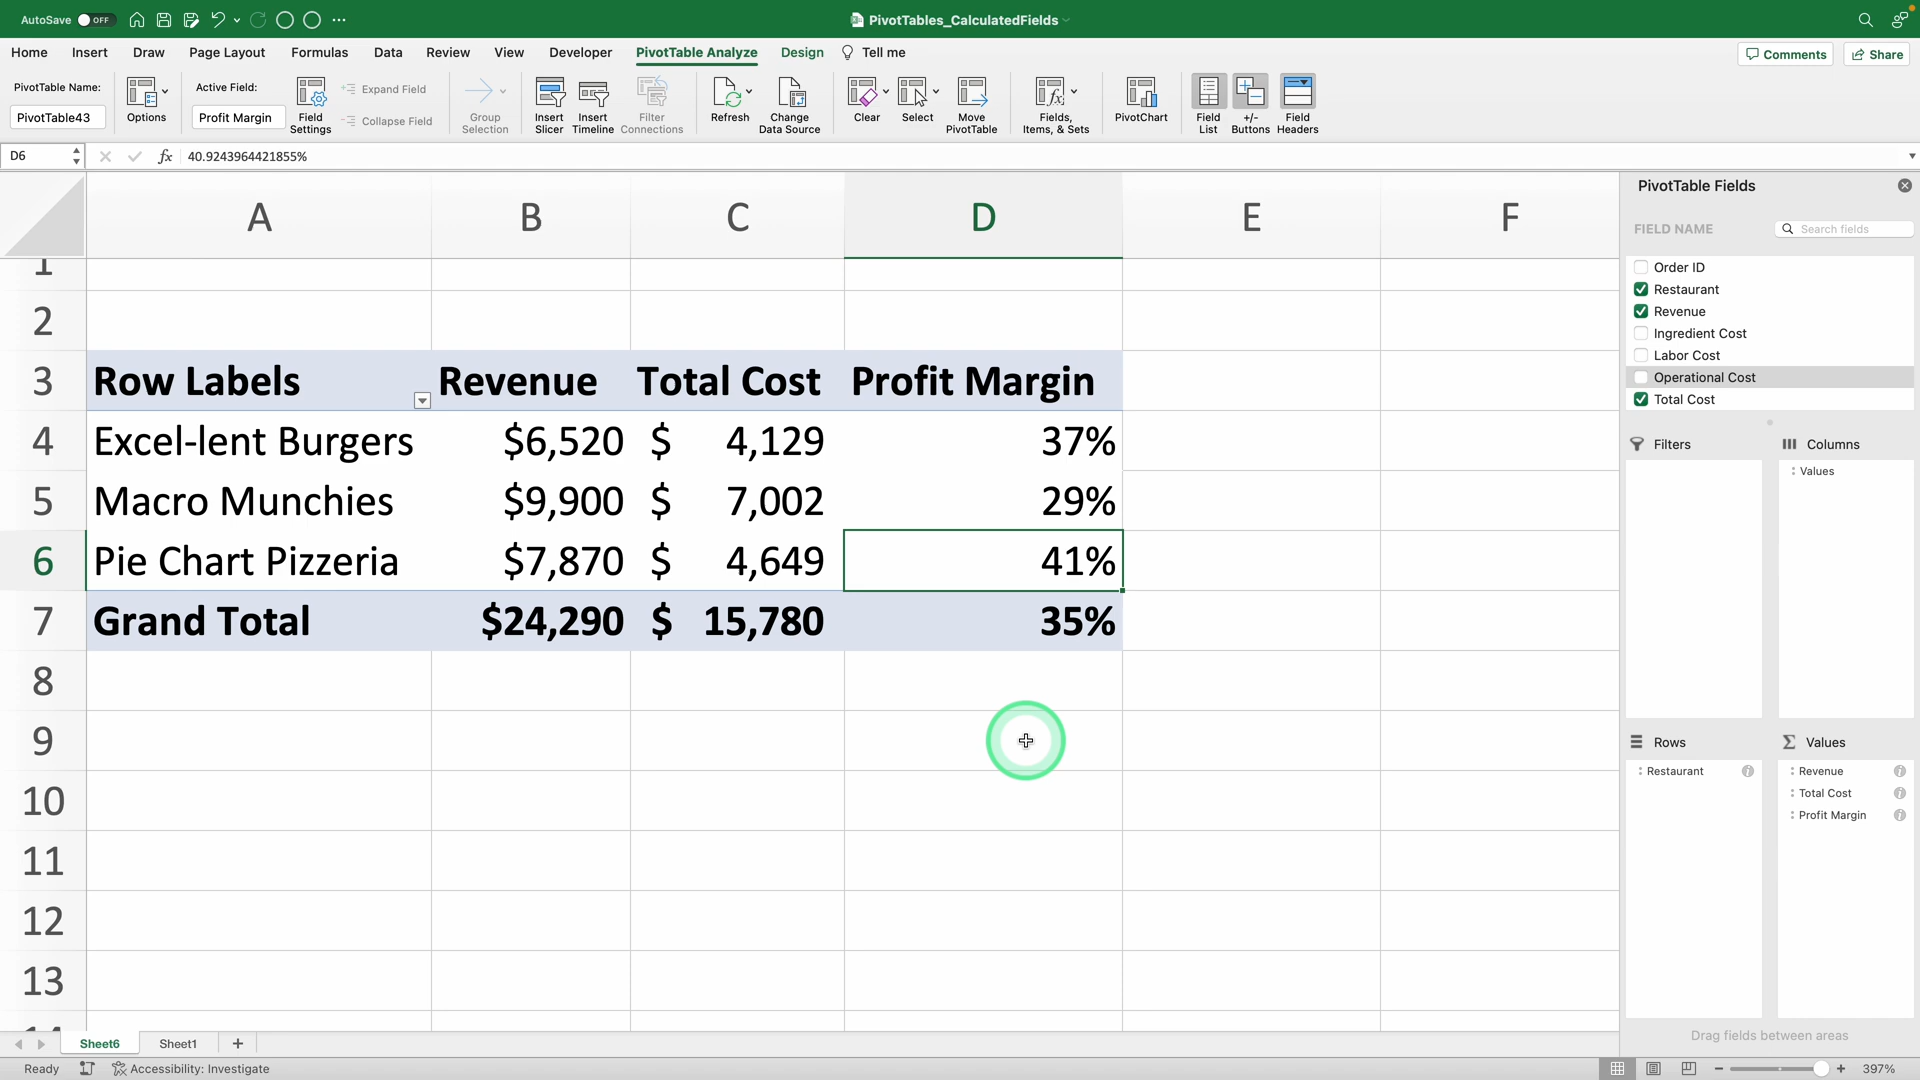 AutoSave OFF PivotTables_CalculatedFields
Home Insert Draw Page Layout Formulas Data Review View Developer PivotTable Analyze Design Tell me Comments Share
PivotTable Name: PivotTable43
Options
Active Field: Profit Margin
Field Settings
Expand Field
Collapse Field
Group Selection
Insert Slicer
Insert Timeline
Filter Connections
Refresh
Change Data Source
Clear
Select
Move PivotTable
Fields, Items, & Sets
PivotChart
Field List
+/- Buttons
Field Headers
D6 fx 40.9243964421855%
A B C D E F
1
2
3 Row Labels Revenue Total Cost Profit Margin
4 Excel-lent Burgers $6,520 $ 4,129 37%
5 Macro Munchies $9,900 $ 7,002 29%
6 Pie Chart Pizzeria $7,870 $ 4,649 41%
7 Grand Total $24,290 $ 15,780 35%
8
9
10
11
12
13
14
PivotTable Fields
FIELD NAME Search fields
Order ID
Restaurant
Revenue
Ingredient Cost
Labor Cost
Operational Cost
Total Cost
Filters Columns
Values
Rows Values
Restaurant Revenue
Total Cost
Profit Margin
Drag fields between areas
Sheet6 Sheet1 +
Ready Accessibility: Investigate 397%